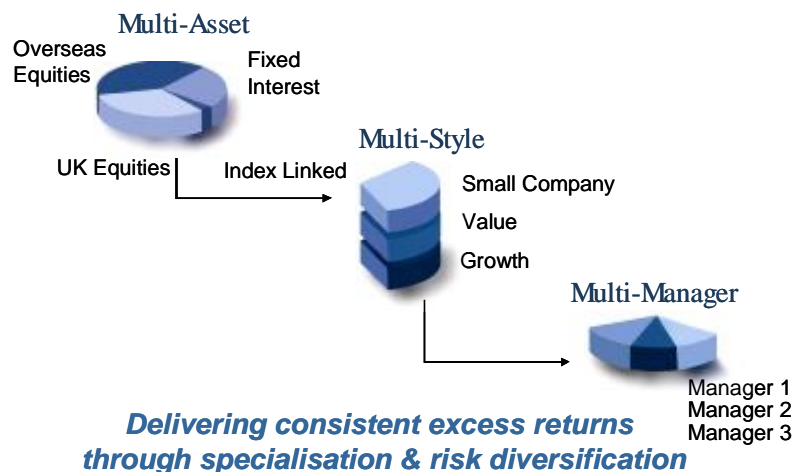 Multi-Asset
Overseas
Equities
Fixed
Interest
UK Equities
Index Linked
Multi-Style
Small Company
Value
Growth
Multi-Manager
Manager 1
Manager 2
Manager 3
Delivering consistent excess returns
through specialisation & risk diversification